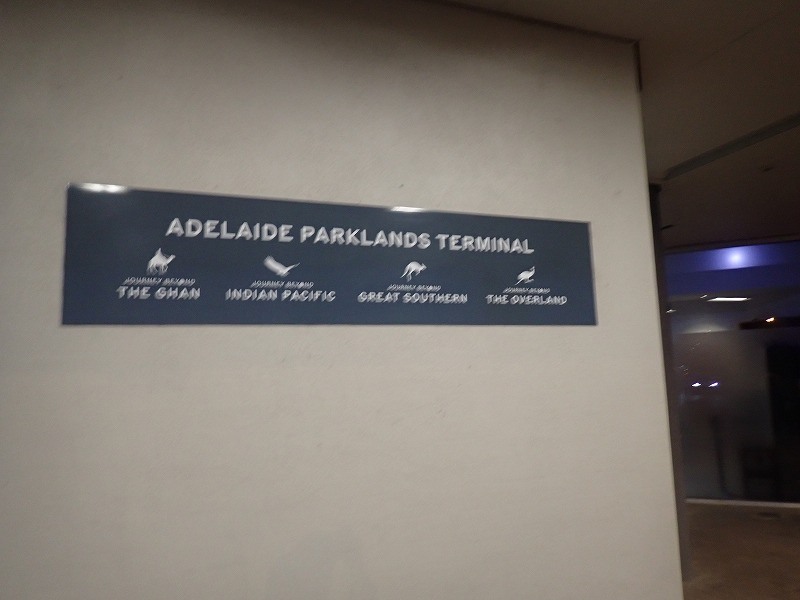 ADELAIDE PARKLANDS TERMINAL
JOURNEY BEYOND
THE GHAN
JOURNEY BEYOND
INDIAN PACIFIC
JOURNEY BEYOND
GREAT SOUTHERN
JOURNEY BEYOND
THE OVERLAND